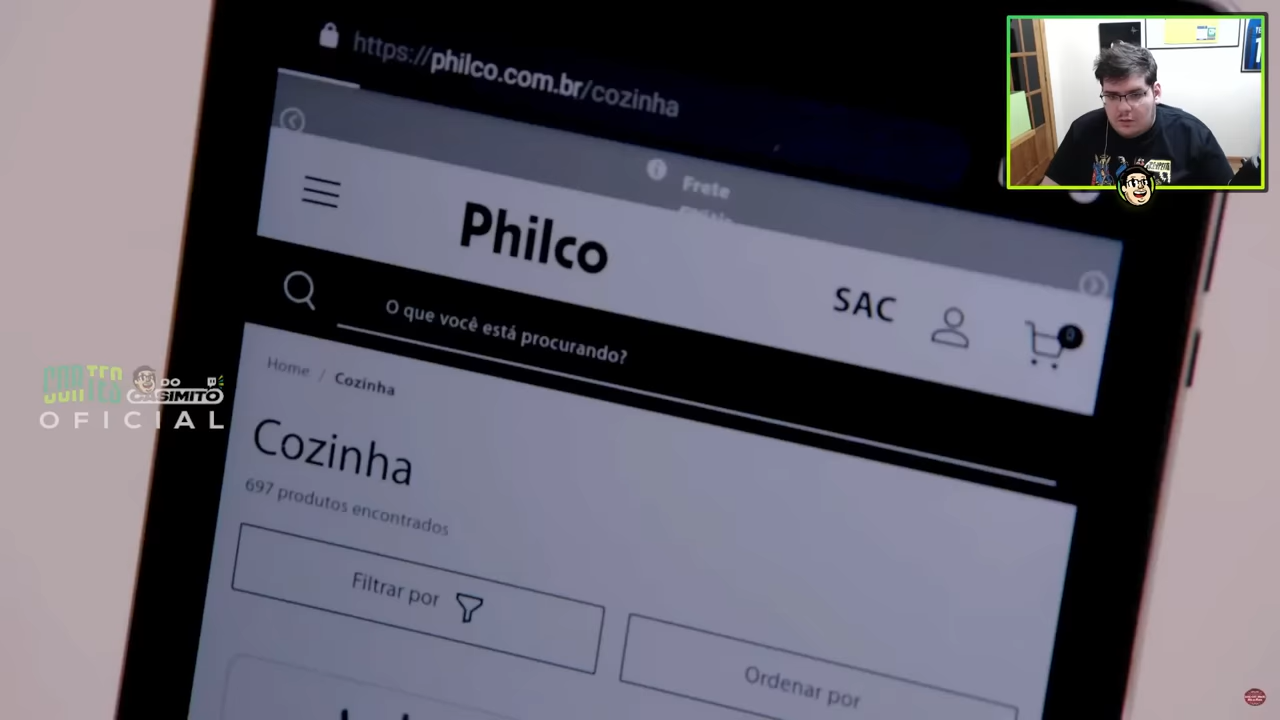 https://philco.com.br/cozinha
Frete
Philco
SAC
0
O que você está procurando?
Home / Cozinha
Cozinha
697 produtos encontrados
Filtrar por
Ordenar por
CORTES
DO
CASIMITO
OFICIAL